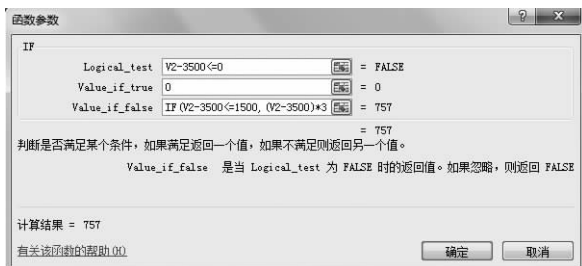 函数参数
IF
Logical_test V2-3500<=0 = FALSE
Value_if_true 0 = 0
Value_if_false IF(V2-3500<=1500, (V2-3500)*3 = 757
= 757
判断是否满足某个条件，如果满足返回一个值，如果不满足则返回另一个值。
Value_if_false 是当 Logical_test 为 FALSE 时的返回值。如果忽略，则返回 FALSE
计算结果 = 757
有关该函数的帮助(H)
确定 取消